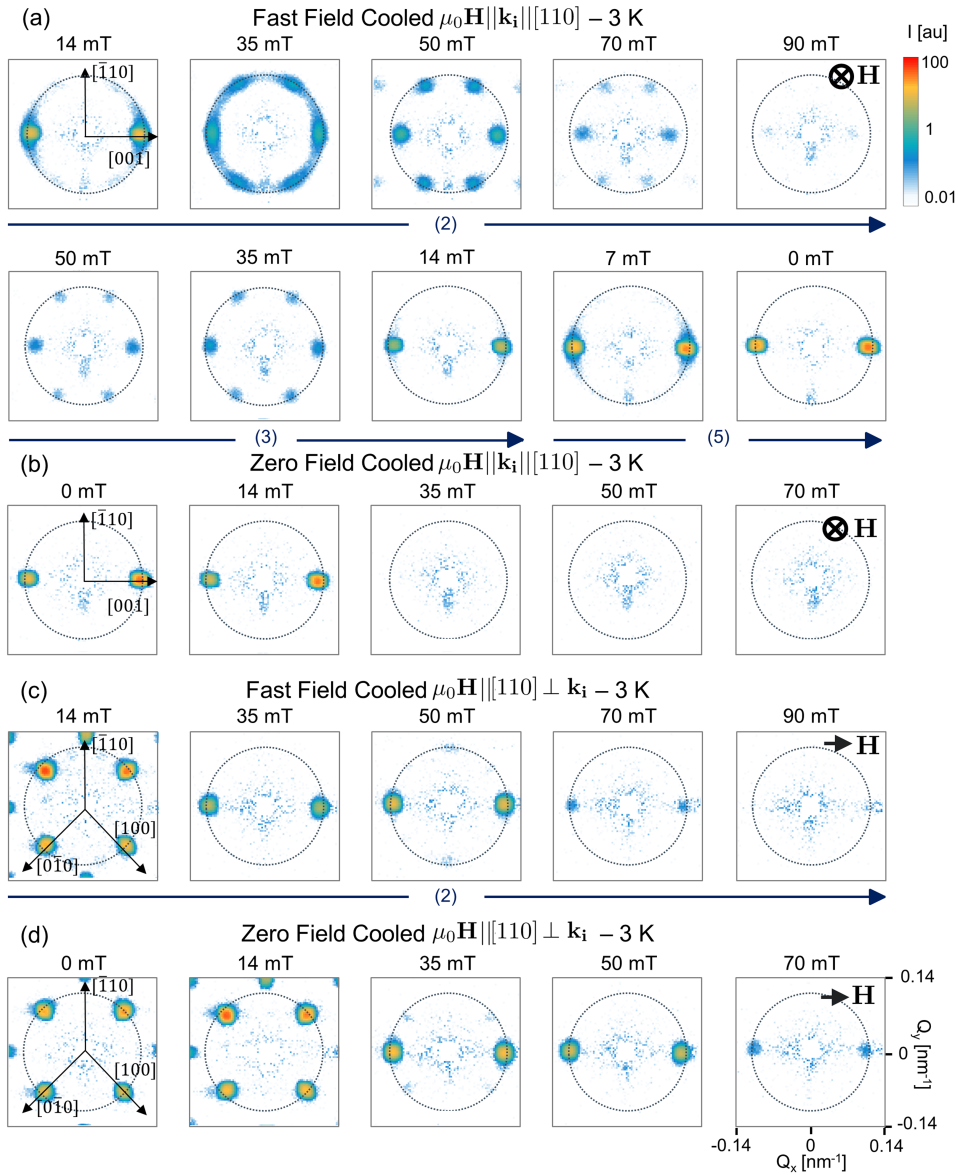 (a) Fast Field Cooled μ₀H||kᵢ||[110] – 3 K
I [au]
14 mT 35 mT 50 mT 70 mT 90 mT
100
1
0.01
[1̄10]
[001̄]
H
(2)
50 mT 35 mT 14 mT 7 mT 0 mT
(3) (5)
(b) Zero Field Cooled μ₀H||kᵢ||[110] – 3 K
0 mT 14 mT 35 mT 50 mT 70 mT
[1̄10]
[001̄]
H
(c) Fast Field Cooled μ₀H||[110] ⊥ kᵢ – 3 K
14 mT 35 mT 50 mT 70 mT 90 mT
[1̄10]
[100]
[01̄0]
H
(2)
(d) Zero Field Cooled μ₀H||[110] ⊥ kᵢ – 3 K
0 mT 14 mT 35 mT 50 mT 70 mT
[1̄10]
[100]
[01̄0]
H
0.14
0
-0.14
Q_y [nm⁻¹]
-0.14 0 0.14
Qₓ [nm⁻¹]